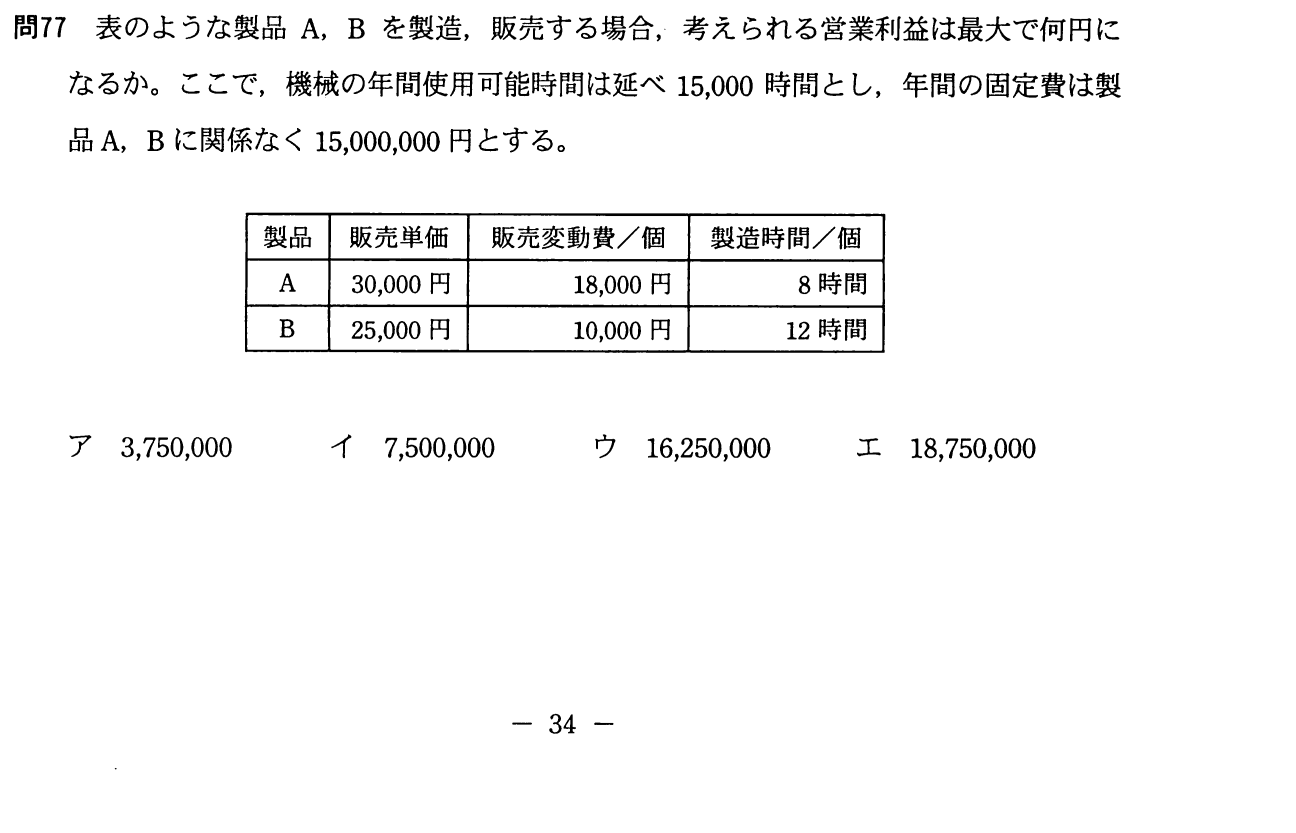 問77 表のような製品 A，B を製造，販売する場合，考えられる営業利益は最大で何円に
なるか。ここで，機械の年間使用可能時間は延べ 15,000 時間とし，年間の固定費は製
品 A，B に関係なく 15,000,000 円とする。
製品 販売単価 販売変動費／個 製造時間／個
A 30,000 円 18,000 円 8 時間
B 25,000 円 10,000 円 12 時間
ア 3,750,000 イ 7,500,000 ウ 16,250,000 エ 18,750,000
－ 34 －